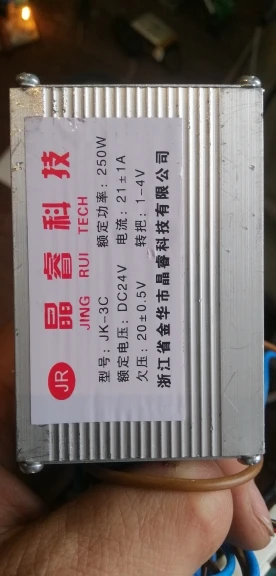 JR
晶睿科技
JING RUI TECH
型号：JK-3C 额定功率：250W
额定电压：DC24V 电流：21±1A
欠压：20±0.5V 转把：1-4V
浙江省金华市晶睿科技有限公司